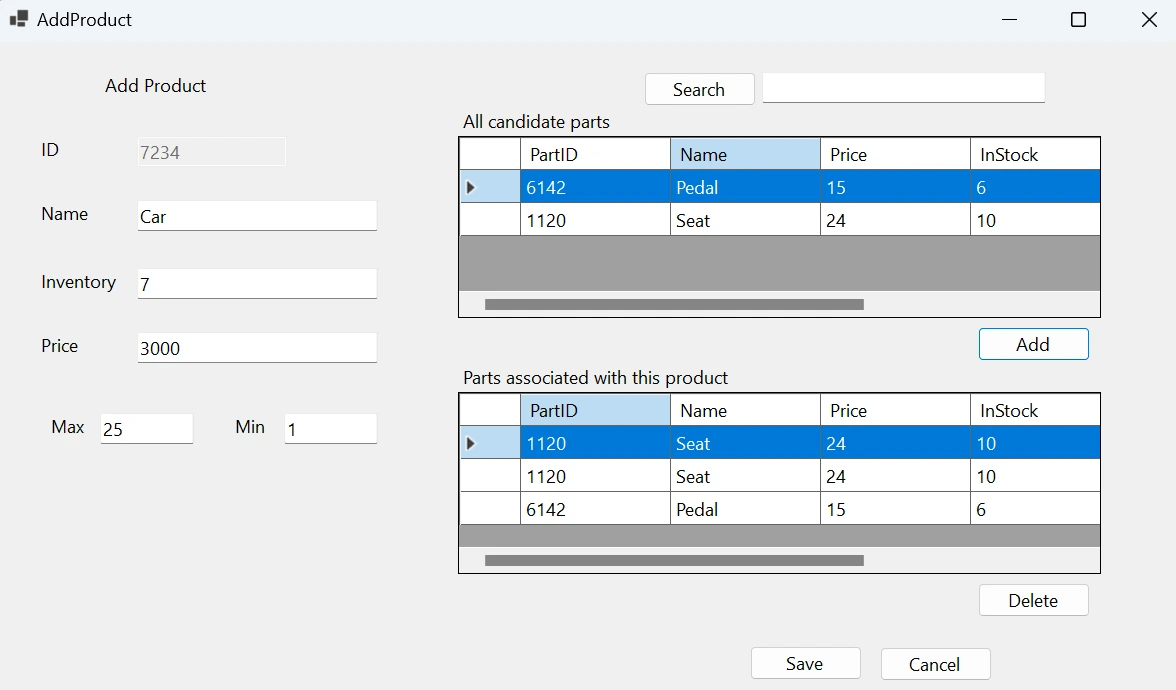 AddProduct
Add Product
ID 7234
Name Car
Inventory 7
Price 3000
Max 25 Min 1
Search
All candidate parts
PartID Name Price InStock
6142 Pedal 15 6
1120 Seat 24 10
Add
Parts associated with this product
PartID Name Price InStock
1120 Seat 24 10
1120 Seat 24 10
6142 Pedal 15 6
Delete
Save Cancel